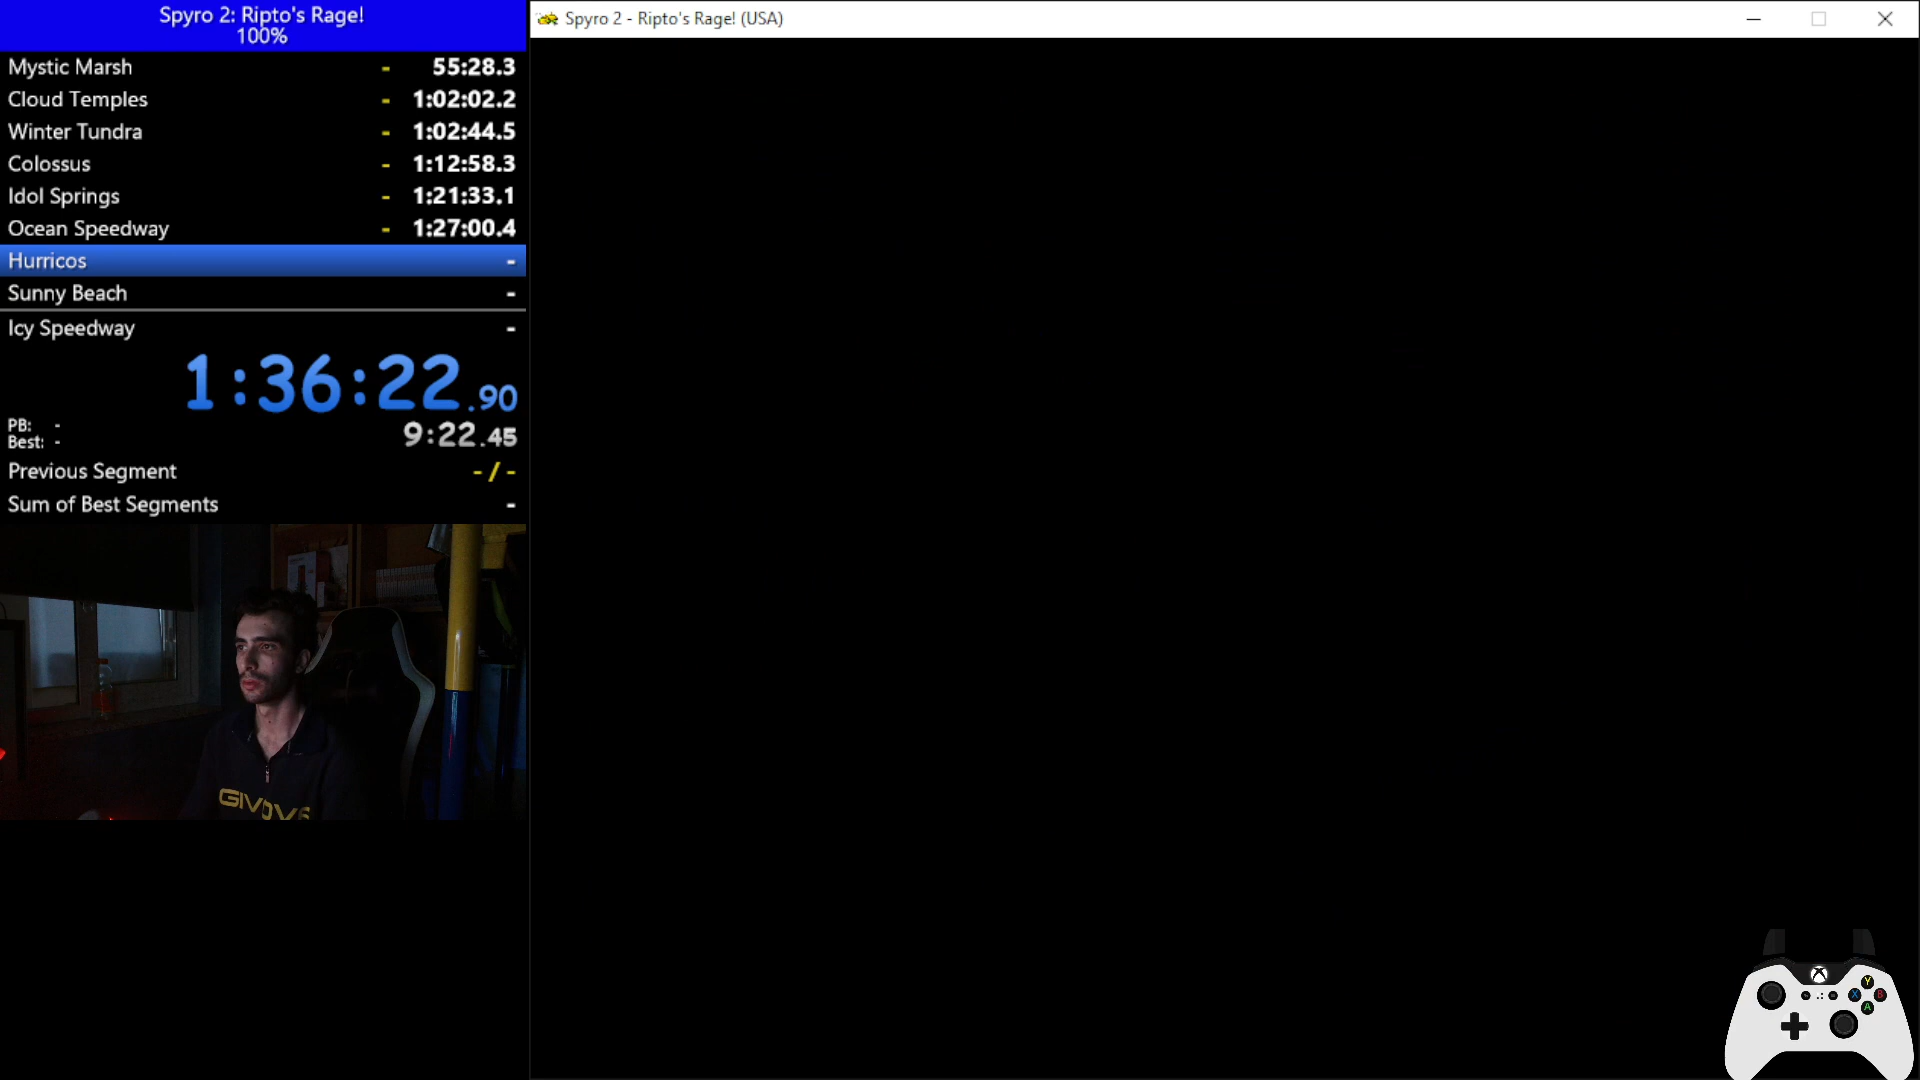 Spyro 2: Ripto's Rage!
100%
Mystic Marsh - 55:28.3
Cloud Temples - 1:02:02.2
Winter Tundra - 1:02:44.5
Colossus - 1:12:58.3
Idol Springs - 1:21:33.1
Ocean Speedway - 1:27:00.4
Hurricos -
Sunny Beach -
Icy Speedway -
1:36:22.90
PB: -
Best: -
9:22.45
Previous Segment - / -
Sum of Best Segments -
Spyro 2 - Ripto's Rage! (USA)
GIVOVA
Y
X
B
A